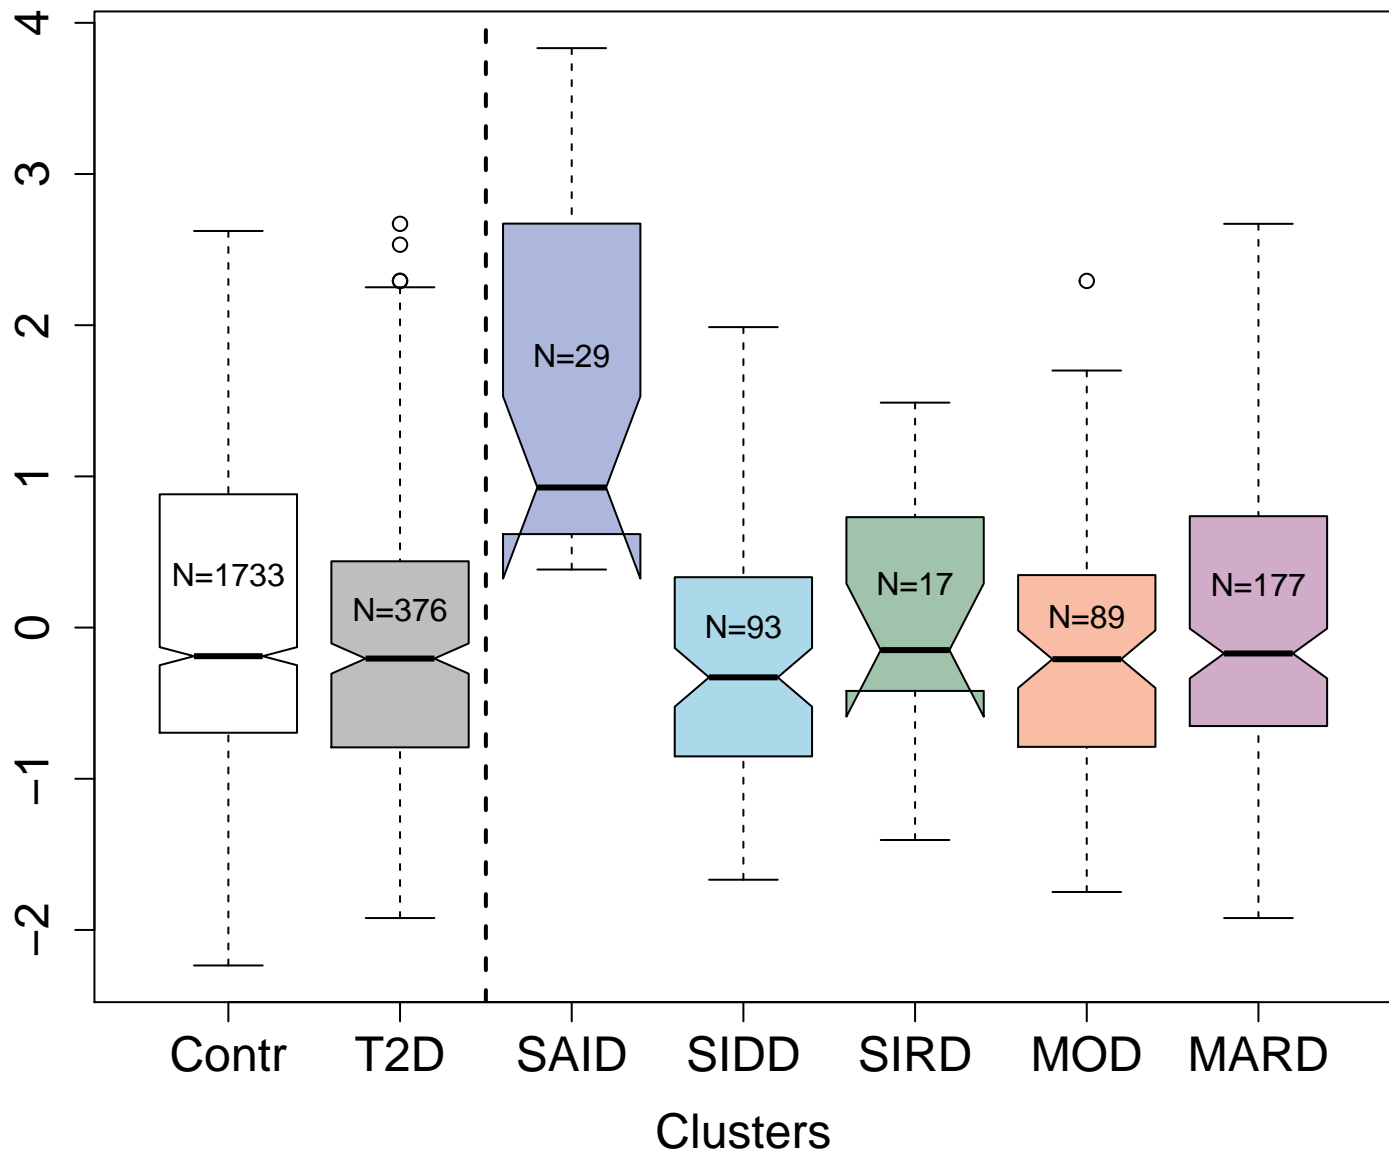 4
3
2
1
0
−1
−2
N=1733
N=376
N=29
N=93
N=17
N=89
N=177
Contr
T2D
SAID
SIDD
SIRD
MOD
MARD
Clusters